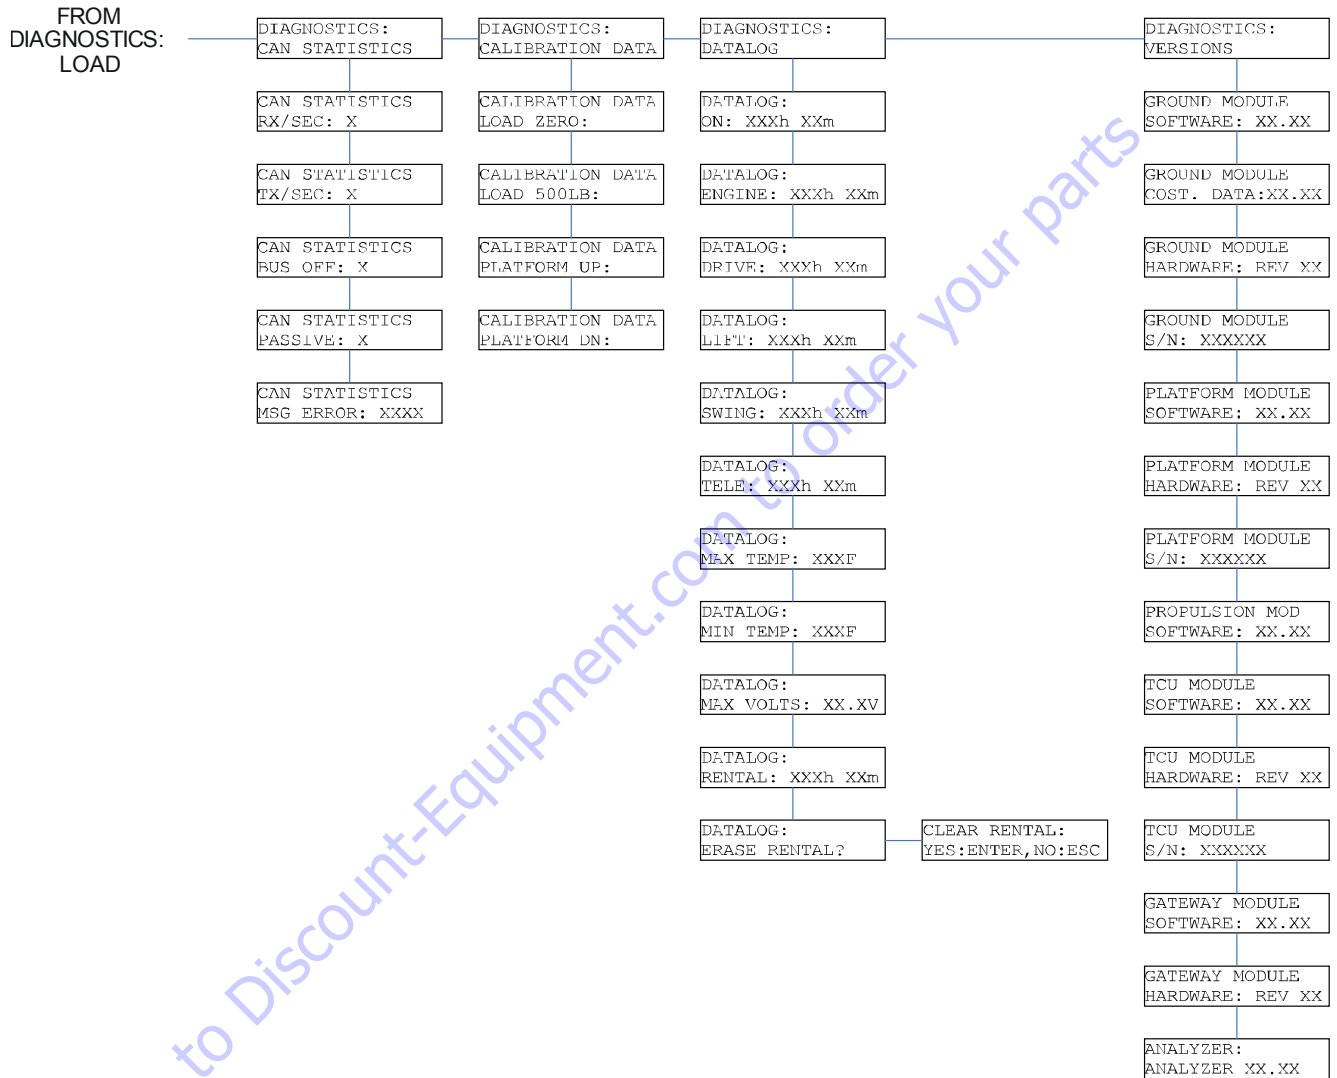 FROM
DIAGNOSTICS:
LOAD
DIAGNOSTICS:
CAN STATISTICS
CAN STATISTICS
RX/SEC: X
CAN STATISTICS
TX/SEC: X
CAN STATISTICS
BUS OFF: X
CAN STATISTICS
PASSIVE: X
CAN STATISTICS
MSG ERROR: XXXX
DIAGNOSTICS:
CALIBRATION DATA
CALIBRATION DATA
LOAD ZERO:
CALIBRATION DATA
LOAD 500LB:
CALIBRATION DATA
PLATFORM UP:
CALIBRATION DATA
PLATFORM DN:
DIAGNOSTICS:
DATALOG
DATALOG:
ON: XXXh XXm
DATALOG:
ENGINE: XXXh XXm
DATALOG:
DRIVE: XXXh XXm
DATALOG:
LIFT: XXXh XXm
DATALOG:
SWING: XXXh XXm
DATALOG:
TELE: XXXh XXm
DATALOG:
MAX TEMP: XXXF
DATALOG:
MIN TEMP: XXXF
DATALOG:
MAX VOLTS: XX.XV
DATALOG:
RENTAL: XXXh XXm
DATALOG:
ERASE RENTAL?
CLEAR RENTAL:
YES:ENTER,NO:ESC
DIAGNOSTICS:
VERSIONS
GROUND MODULE
SOFTWARE: XX.XX
GROUND MODULE
COST. DATA:XX.XX
GROUND MODULE
HARDWARE: REV XX
GROUND MODULE
S/N: XXXXXX
PLATFORM MODULE
SOFTWARE: XX.XX
PLATFORM MODULE
HARDWARE: REV XX
PLATFORM MODULE
S/N: XXXXXX
PROPULSION MOD
SOFTWARE: XX.XX
TCU MODULE
SOFTWARE: XX.XX
TCU MODULE
HARDWARE: REV XX
TCU MODULE
S/N: XXXXXX
GATEWAY MODULE
SOFTWARE: XX.XX
GATEWAY MODULE
HARDWARE: REV XX
ANALYZER:
ANALYZER XX.XX
to Discount-Equipment.com to order your parts